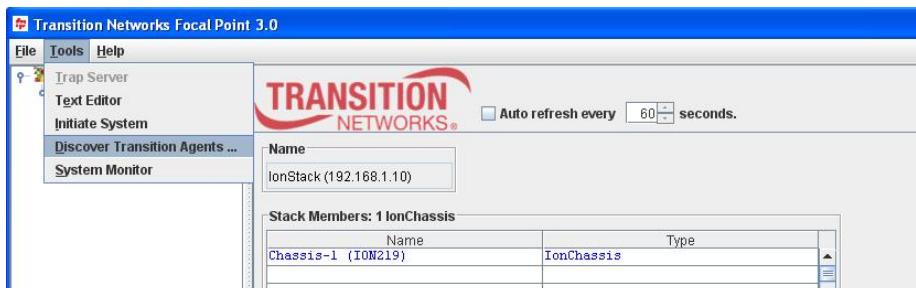 Transition Networks Focal Point 3.0
File Tools Help
Trap Server
Text Editor
Initiate System
Discover Transition Agents ...
System Monitor
TRANSITION
NETWORKS®
Auto refresh every 60 seconds.
Name
IonStack (192.168.1.10)
Stack Members: 1 IonChassis
Name Type
Chassis-1 (ION219) IonChassis